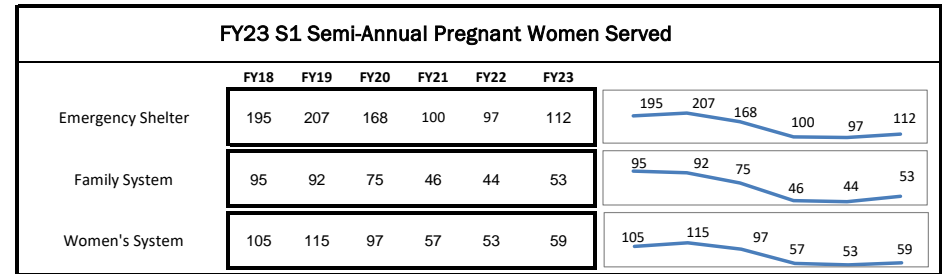 FY23 S1 Semi-Annual Pregnant Women Served
FY18 FY19 FY20 FY21 FY22 FY23
Emergency Shelter 195 207 168 100 97 112 195 207 168 100 97 112
Family System 95 92 75 46 44 53 95 92 75 46 44 53
Women's System 105 115 97 57 53 59 105 115 97 57 53 59